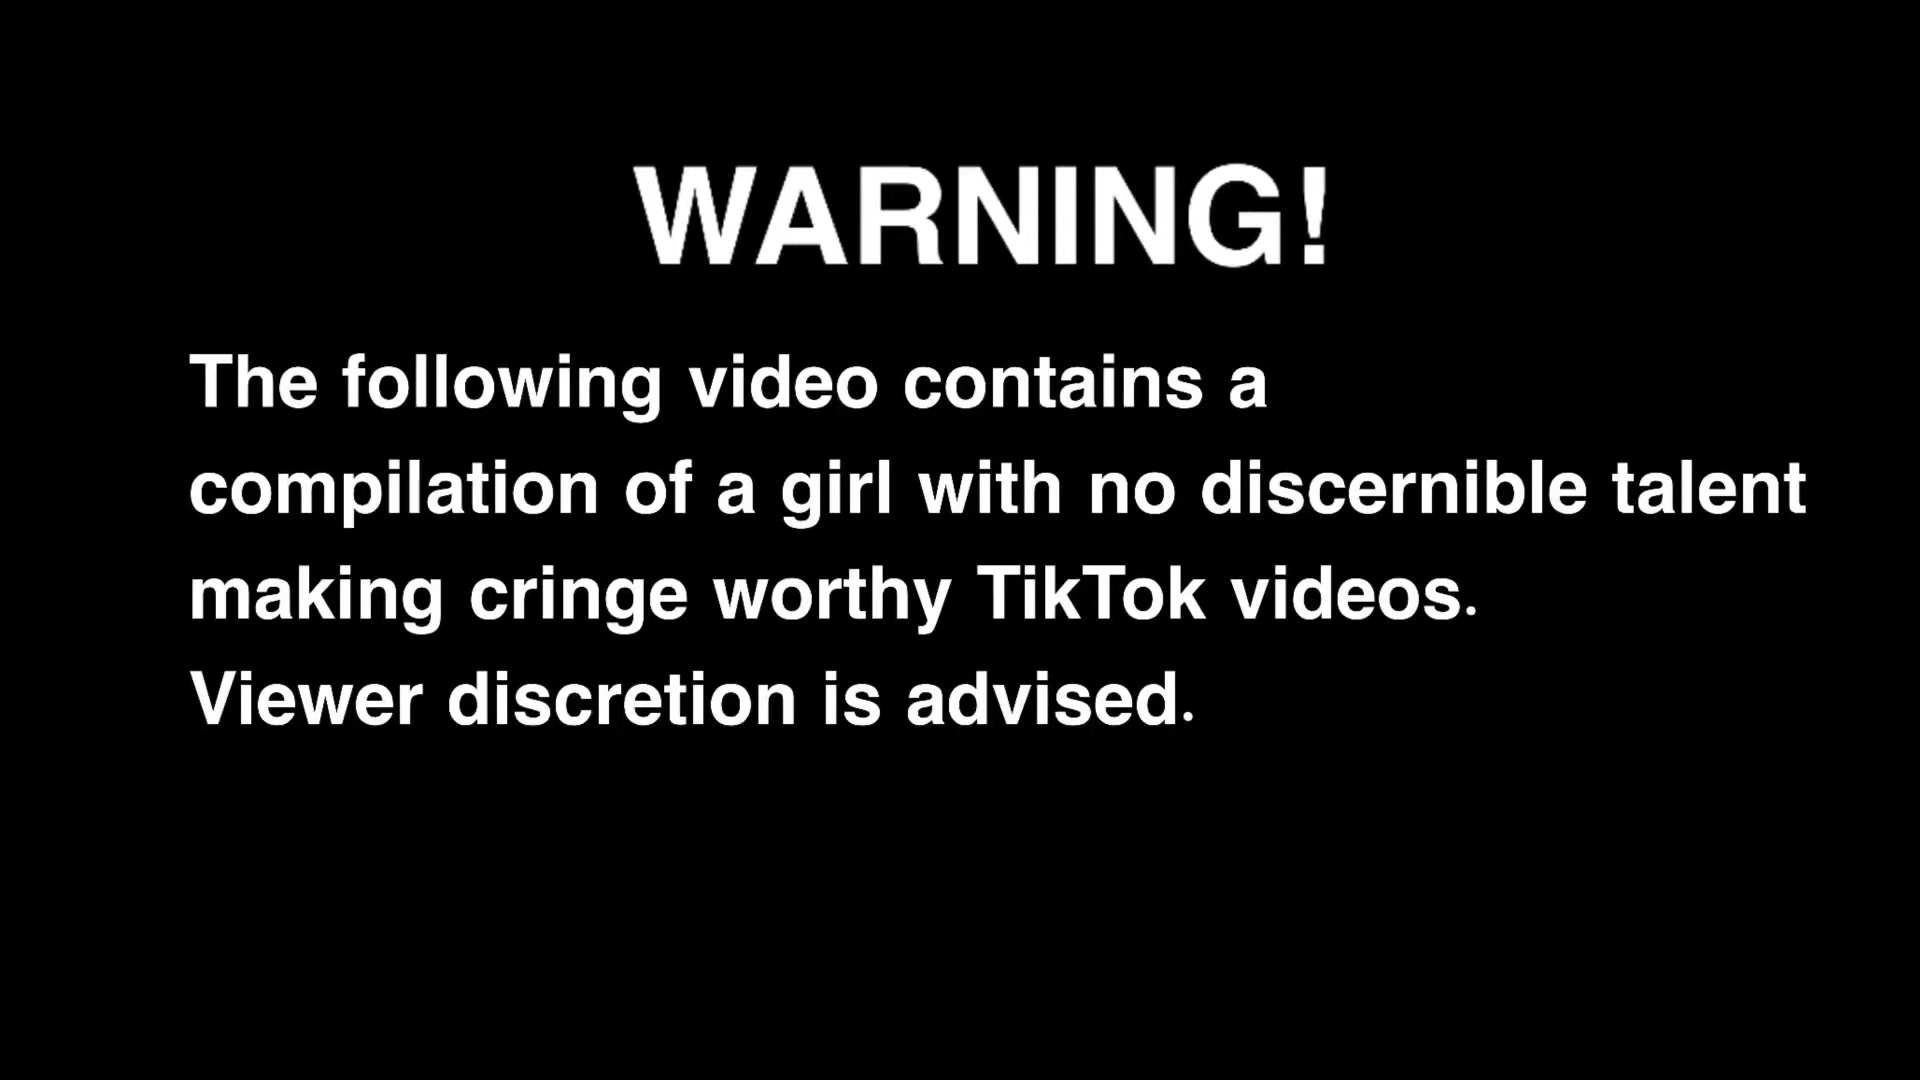 WARNING!
The following video contains a
compilation of a girl with no discernible talent
making cringe worthy TikTok videos.
Viewer discretion is advised.